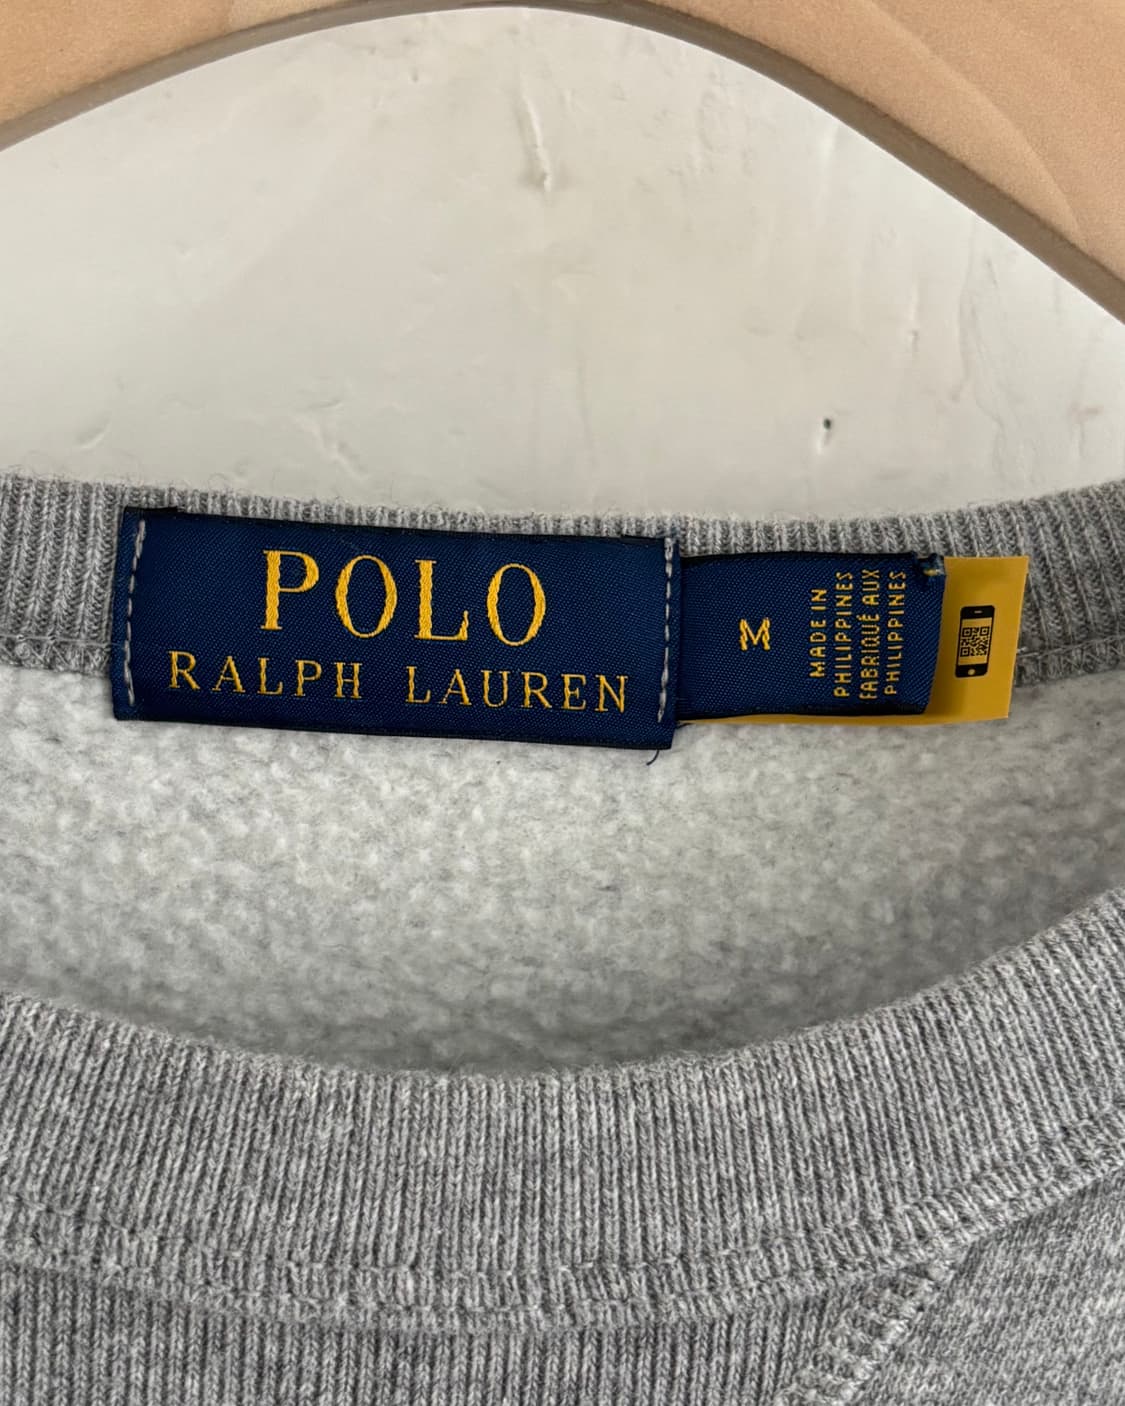 POLO
RALPH LAUREN
M
MADE IN
PHILIPPINES
FABRIQUÉ AUX
PHILIPPINES